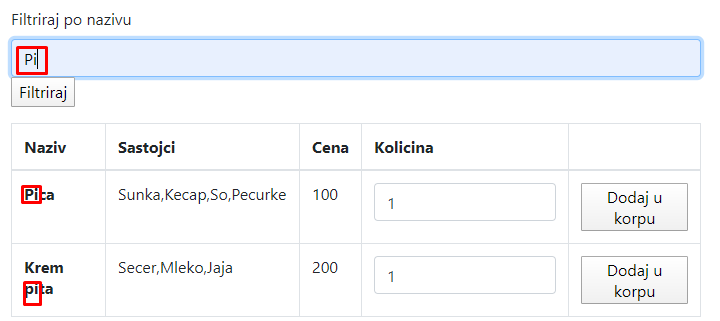 Filtriraj po nazivu
Pi
Filtriraj
Naziv Sastojci Cena Kolicina
Pica Sunka,Kecap,So,Pecurke 100 1 Dodaj u
korpu
Krem Secer,Mleko,Jaja 200 1 Dodaj u
pita korpu